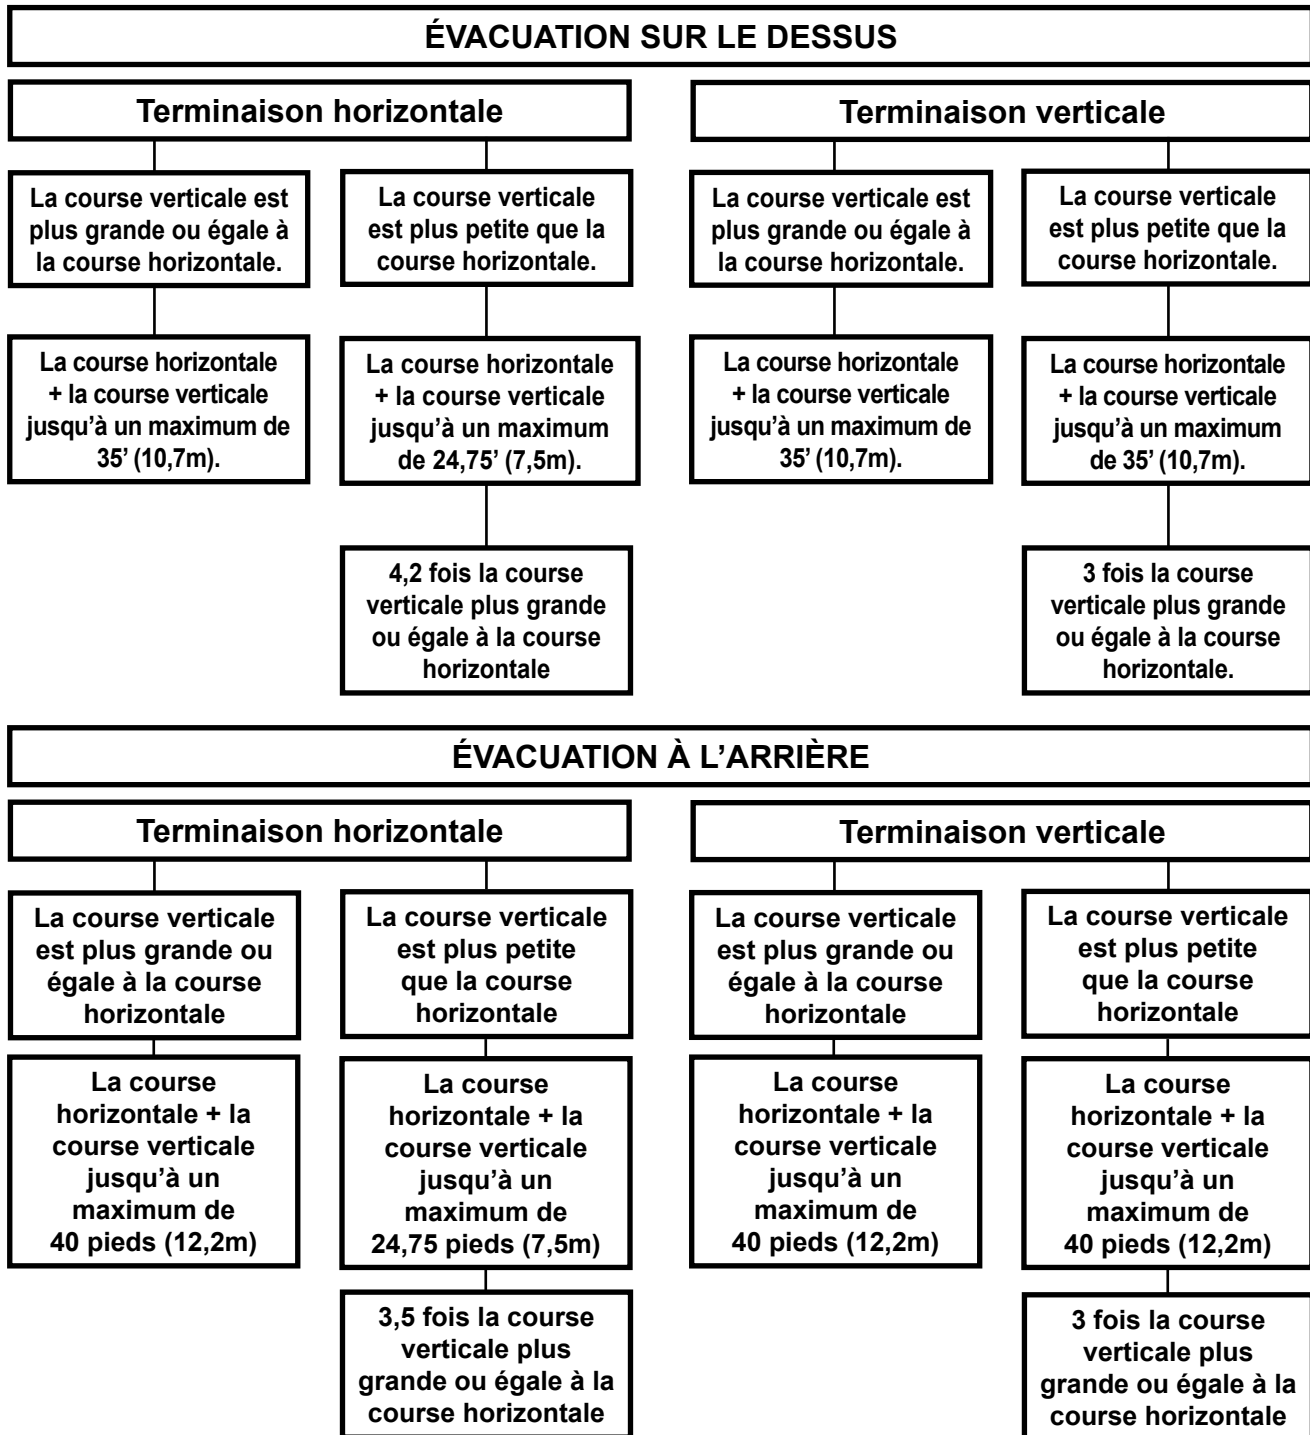 ÉVACUATION SUR LE DESSUS
Terminaison horizontale
La course verticale est
plus grande ou égale à
la course horizontale.
La course horizontale
+ la course verticale
jusqu’à un maximum de
35’ (10,7m).
La course verticale
est plus petite que la
course horizontale.
La course horizontale
+ la course verticale
jusqu’à un maximum
de 24,75’ (7,5m).
4,2 fois la course
verticale plus grande
ou égale à la course
horizontale
Terminaison verticale
La course verticale est
plus grande ou égale à
la course horizontale.
La course horizontale
+ la course verticale
jusqu’à un maximum de
35’ (10,7m).
La course verticale
est plus petite que la
course horizontale.
La course horizontale
+ la course verticale
jusqu’à un maximum
de 35’ (10,7m).
3 fois la course
verticale plus grande
ou égale à la course
horizontale.
ÉVACUATION À L’ARRIÈRE
Terminaison horizontale
La course verticale
est plus grande ou
égale à la course
horizontale
La course
horizontale + la
course verticale
jusqu’à un
maximum de
40 pieds (12,2m)
La course verticale
est plus petite
que la course
horizontale
La course
horizontale + la
course verticale
jusqu’à un
maximum de
24,75 pieds (7,5m)
3,5 fois la course
verticale plus
grande ou égale à la
course horizontale
Terminaison verticale
La course verticale
est plus grande ou
égale à la course
horizontale
La course
horizontale + la
course verticale
jusqu’à un
maximum de
40 pieds (12,2m)
La course verticale
est plus petite
que la course
horizontale
La course
horizontale + la
course verticale
jusqu’à un
maximum de
40 pieds (12,2m)
3 fois la course
verticale plus
grande ou égale à la
course horizontale